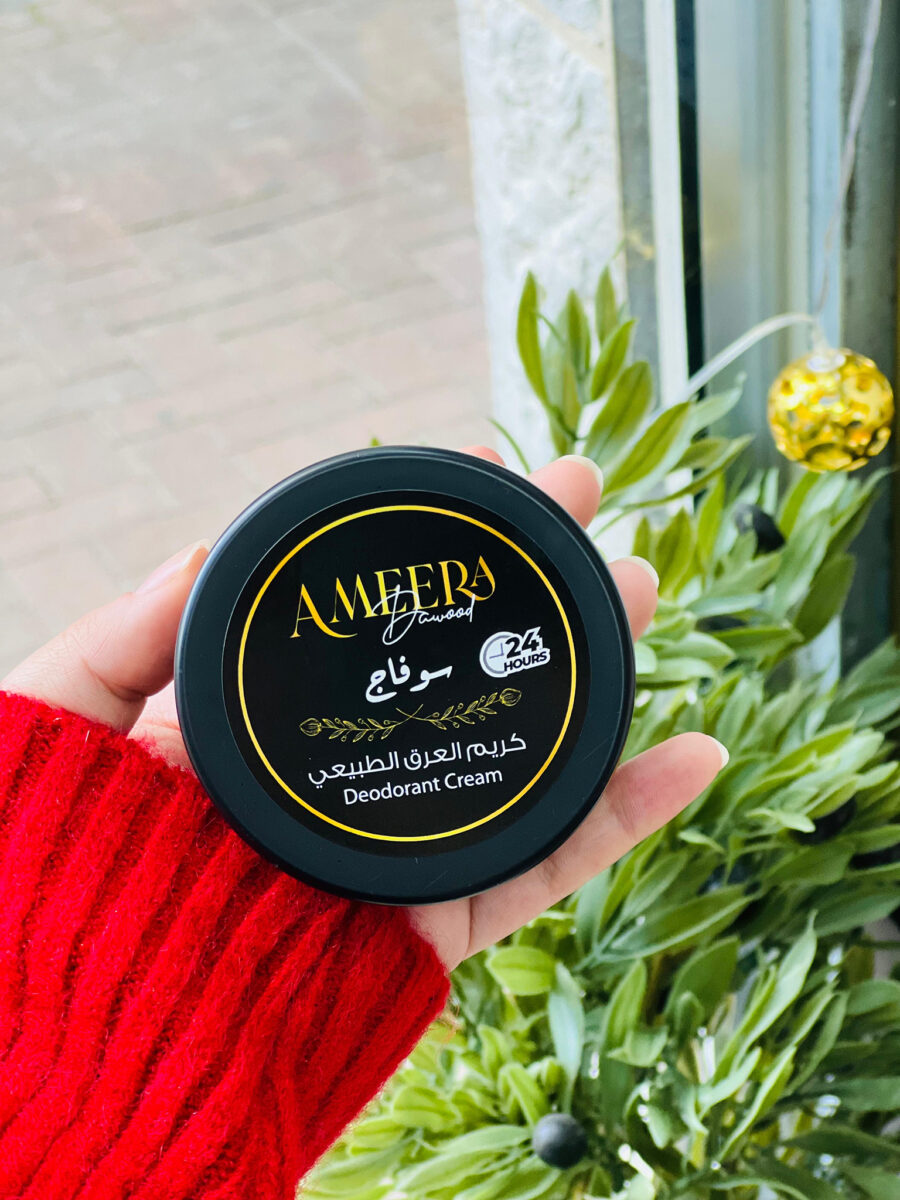 AMEERA
Dawood
سوفاج
24
HOURS
كريم العرق الطبيعي
Deodorant Cream